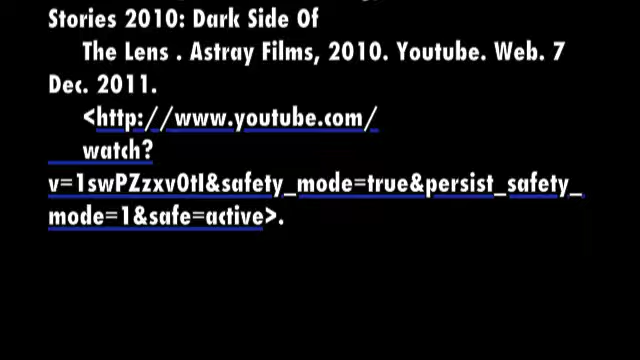 Stories 2010: Dark Side Of
The Lens . Astray Films, 2010. Youtube. Web. 7
Dec. 2011.
<http://www.youtube.com/
watch?
v=1swPZzxv0tI&safety_mode=true&persist_safety_
mode=1&safe=active>.